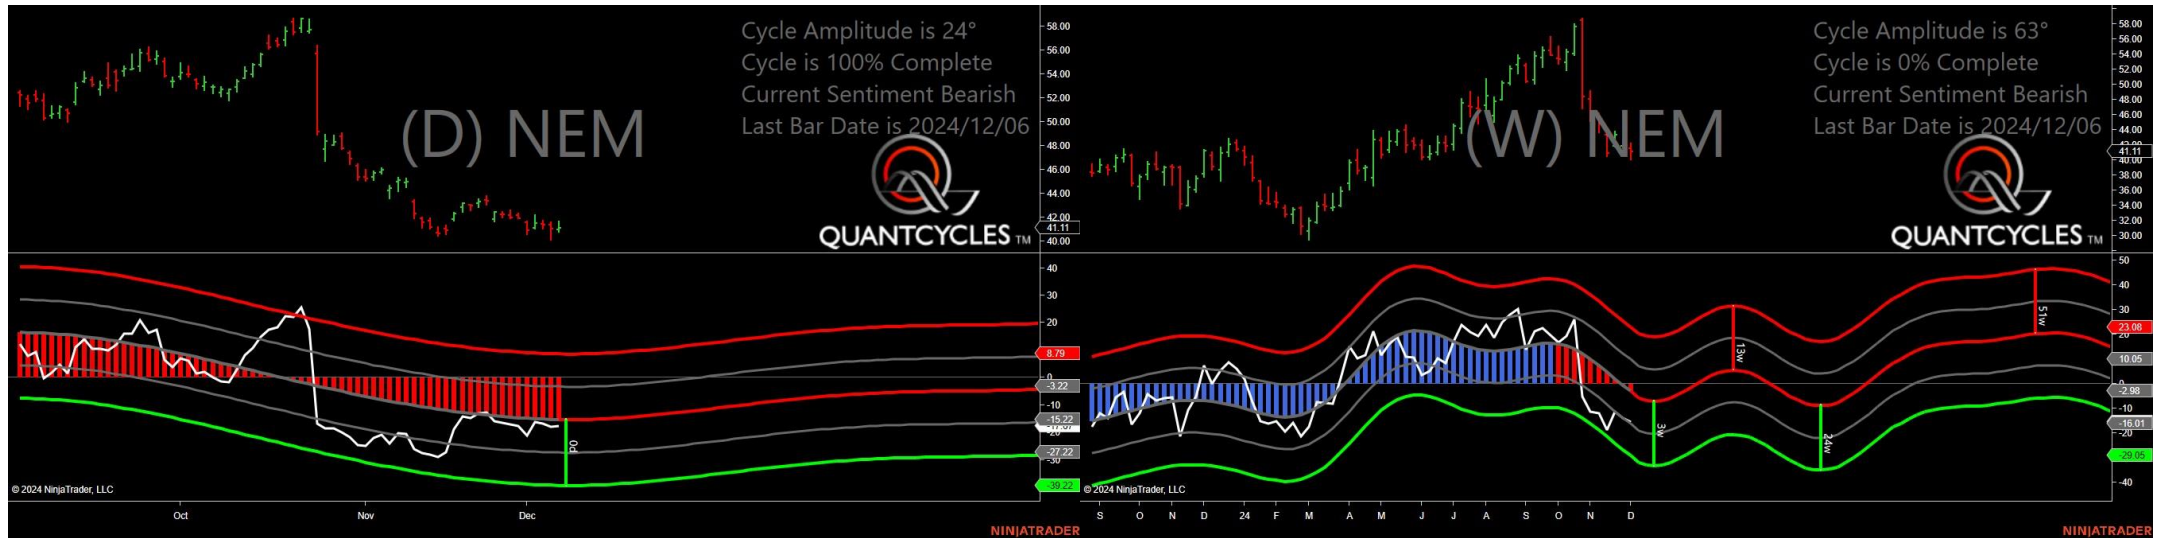 Cycle Amplitude is 24°
Cycle is 100% Complete
Current Sentiment Bearish
Last Bar Date is 2024/12/06
(D) NEM
QUANTCYCLES TM
58.00
56.00
54.00
52.00
50.00
48.00
46.00
44.00
42.00
41.11
40.00
40
30
20
8.79
0
-3.22
-10
-15.22
-27.22
-30
-39.22
0d
© 2024 NinjaTrader, LLC
Oct Nov Dec
NINJATRADER
Cycle Amplitude is 63°
Cycle is 0% Complete
Current Sentiment Bearish
Last Bar Date is 2024/12/06
(W) NEM
QUANTCYCLES TM
58.00
56.00
54.00
52.00
50.00
48.00
46.00
44.00
41.11
40.00
38.00
36.00
34.00
32.00
30.00
50
40
30
23.08
20
10.05
0
-2.98
-10
-16.01
-20
-29.05
-40
3w
13w
24w
51w
© 2024 NinjaTrader, LLC
S O N D 24 F M A M J J A S O N D
NINJATRADER